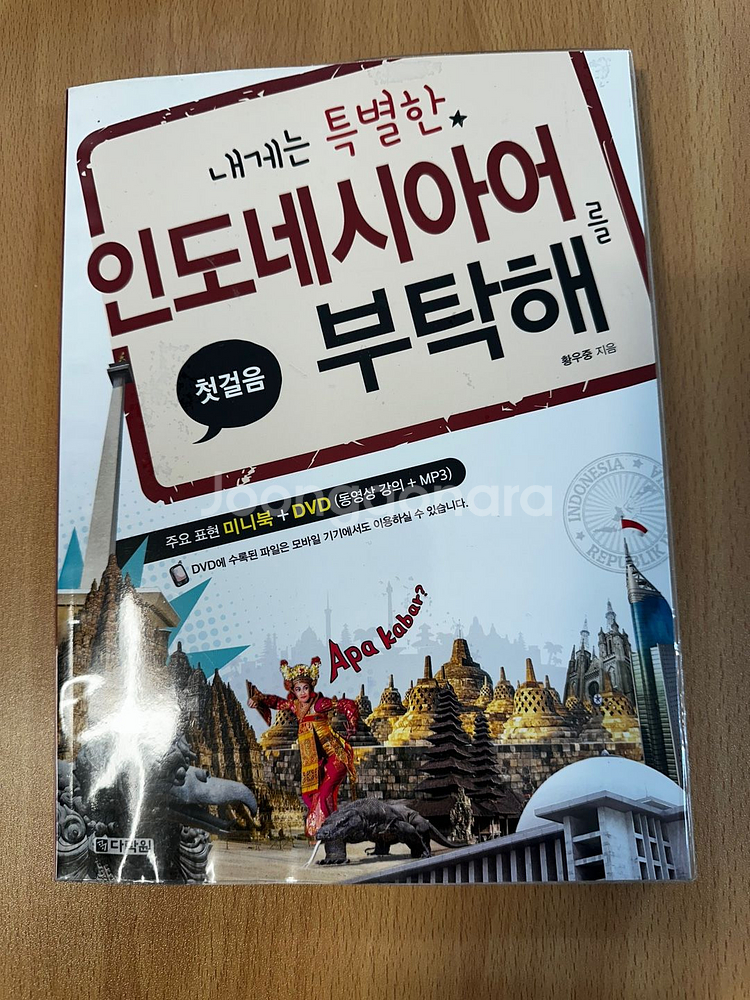 내게는 특별한
인도네시아어를
부탁해
첫걸음
황우중 지음
주요 표현 미니북 + DVD (동영상 강의 + MP3)
DVD에 수록된 파일은 모바일 기기에서도 이용하실 수 있습니다.
Joonggonara
INDONESIA
REPUBLIK
Apa kabar?
다락원